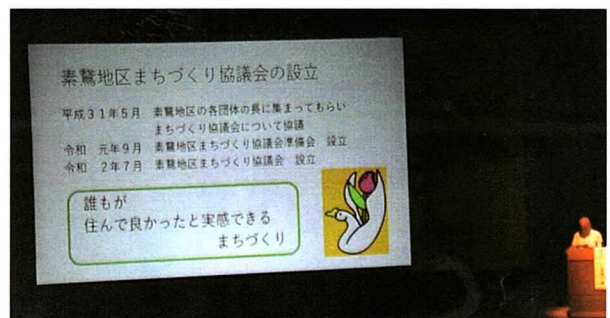 素鵞地区まちづくり協議会の設立
平成31年5月 素鵞地区の各団体の長に集まってもらい
まちづくり協議会について協議
令和 元年9月 素鵞地区まちづくり協議会準備会 設立
令和 2年7月 素鵞地区まちづくり協議会 設立
誰もが
住んで良かったと実感できる
まちづくり